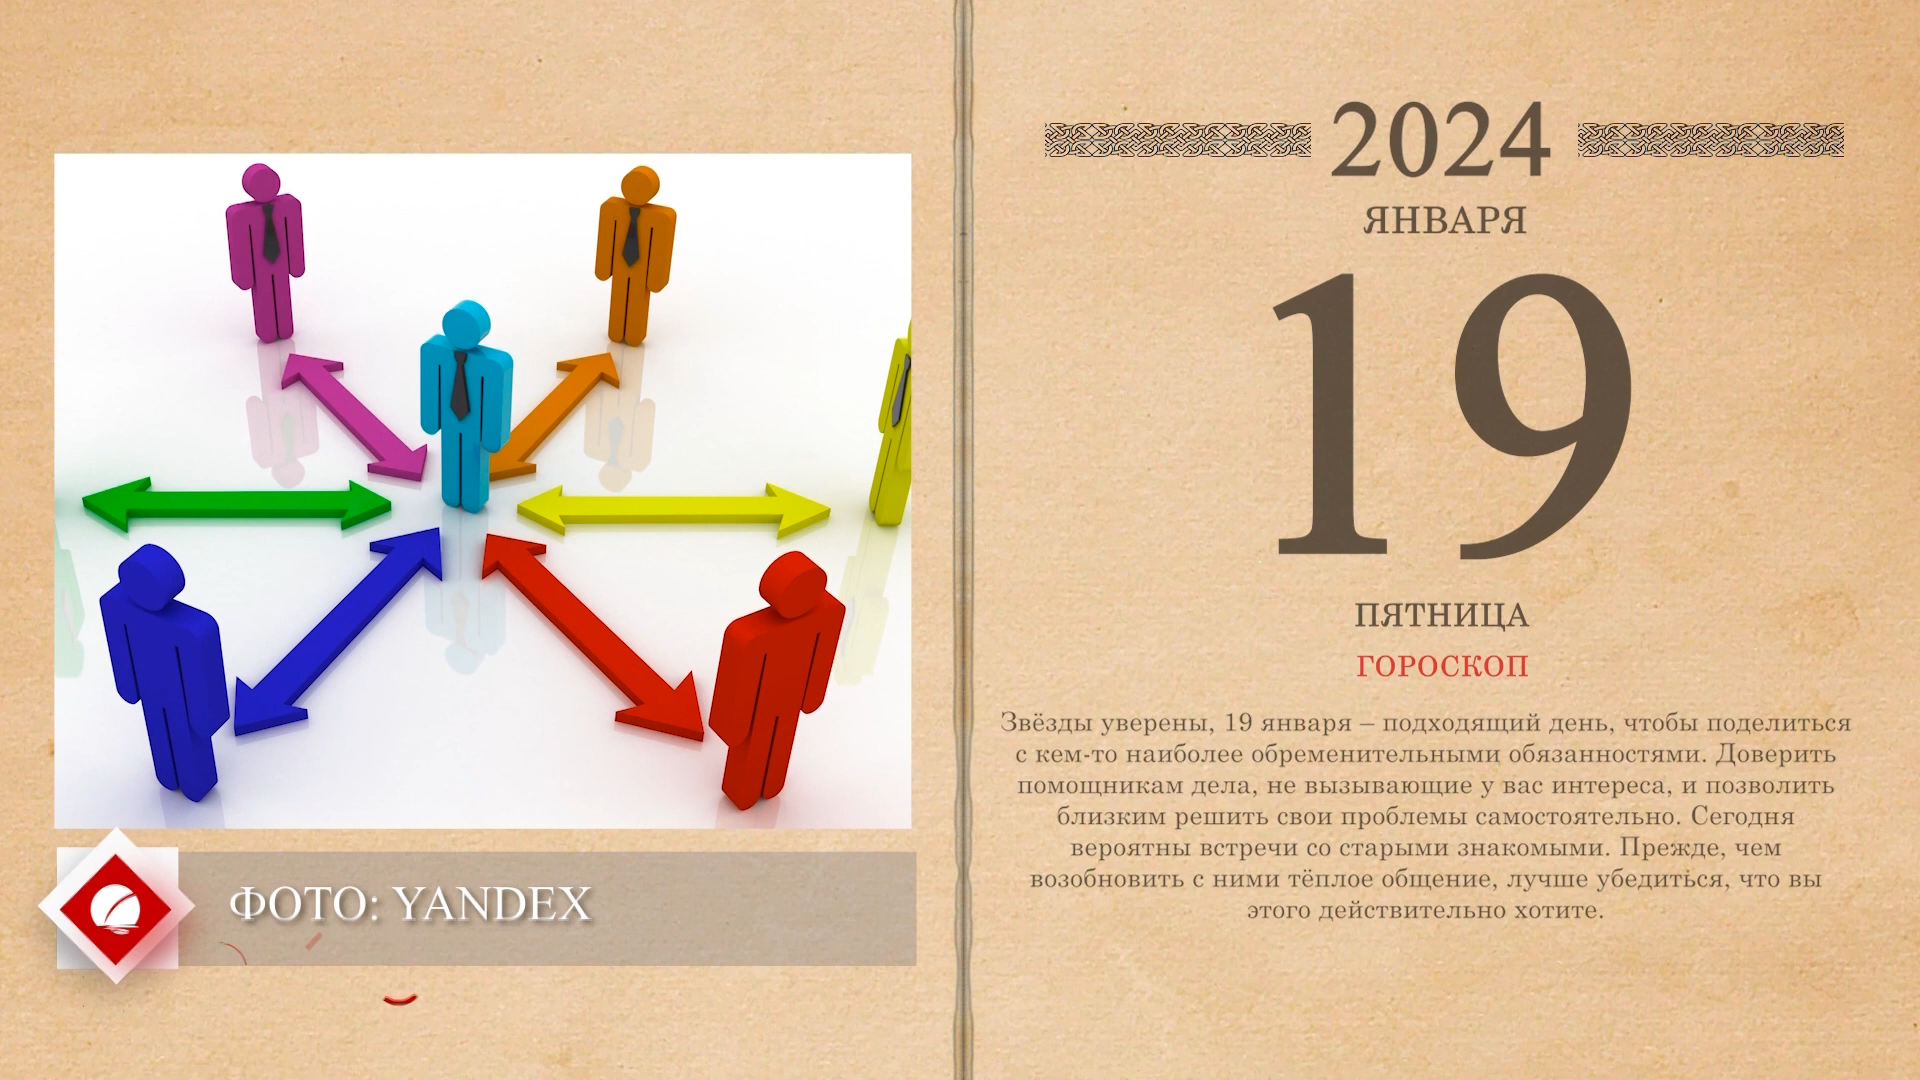 2024
ЯНВАРЯ
19
ПЯТНИЦА
ГОРОСКОП
Звёзды уверены, 19 января – подходящий день, чтобы поделиться
с кем-то наиболее обременительными обязанностями. Доверить
помощникам дела, не вызывающие у вас интереса, и позволить
близким решить свои проблемы самостоятельно. Сегодня
вероятны встречи со старыми знакомыми. Прежде, чем
возобновить с ними тёплое общение, лучше убедиться, что вы
этого действительно хотите.
ФОТО: YANDEX